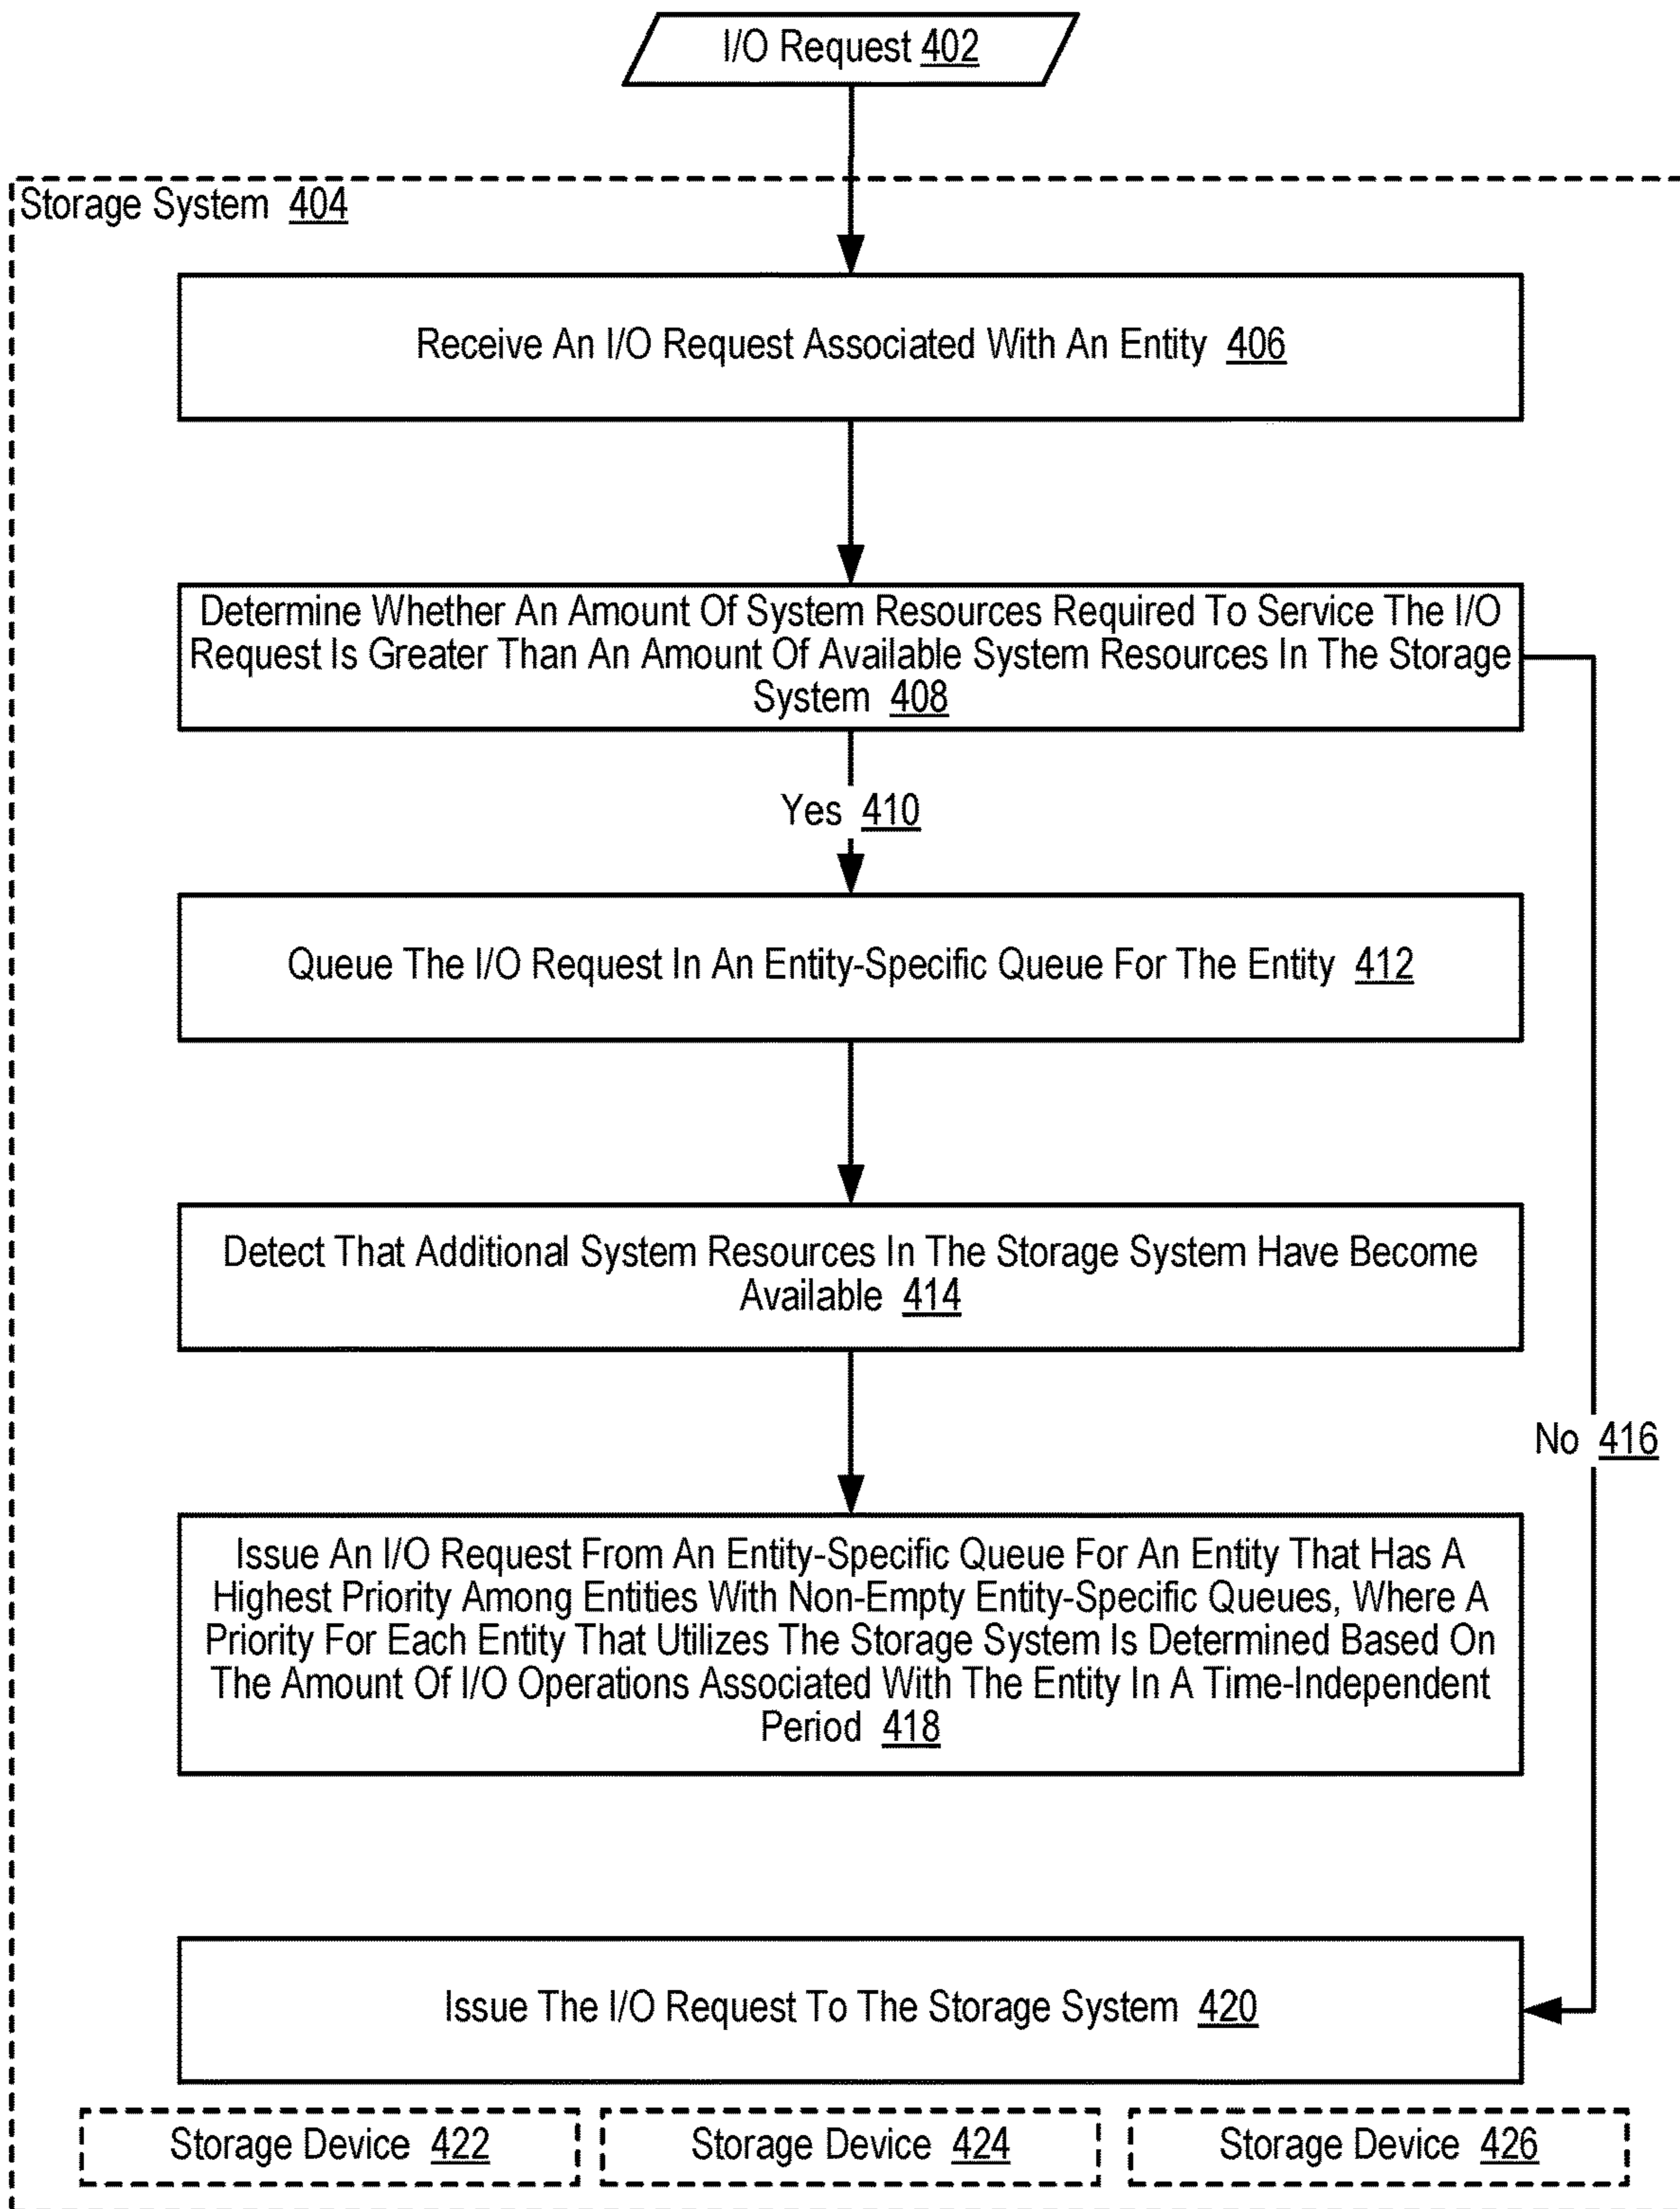 I/O Request 402
Storage System 404
Receive An I/O Request Associated With An Entity 406
Determine Whether An Amount Of System Resources Required To Service The I/O
Request Is Greater Than An Amount Of Available System Resources In The Storage
System 408
Yes 410
Queue The I/O Request In An Entity-Specific Queue For The Entity 412
Detect That Additional System Resources In The Storage System Have Become
Available 414
No 416
Issue An I/O Request From An Entity-Specific Queue For An Entity That Has A
Highest Priority Among Entities With Non-Empty Entity-Specific Queues, Where A
Priority For Each Entity That Utilizes The Storage System Is Determined Based On
The Amount Of I/O Operations Associated With The Entity In A Time-Independent
Period 418
Issue The I/O Request To The Storage System 420
Storage Device 422
Storage Device 424
Storage Device 426